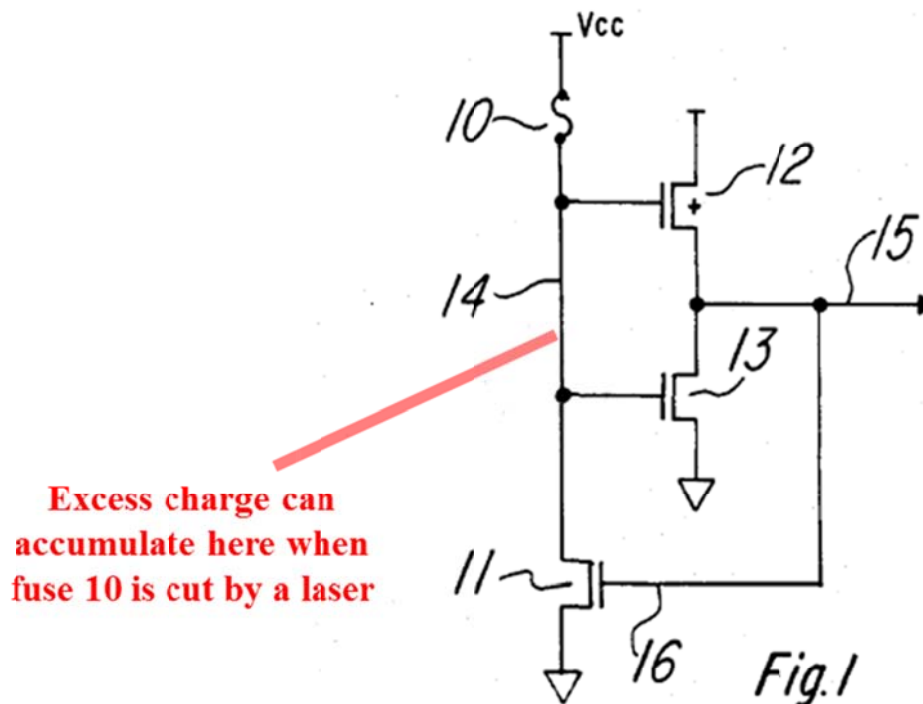 Vcc
10
12
15
14
13
Excess charge can
accumulate here when
fuse 10 is cut by a laser
11
16
Fig.1